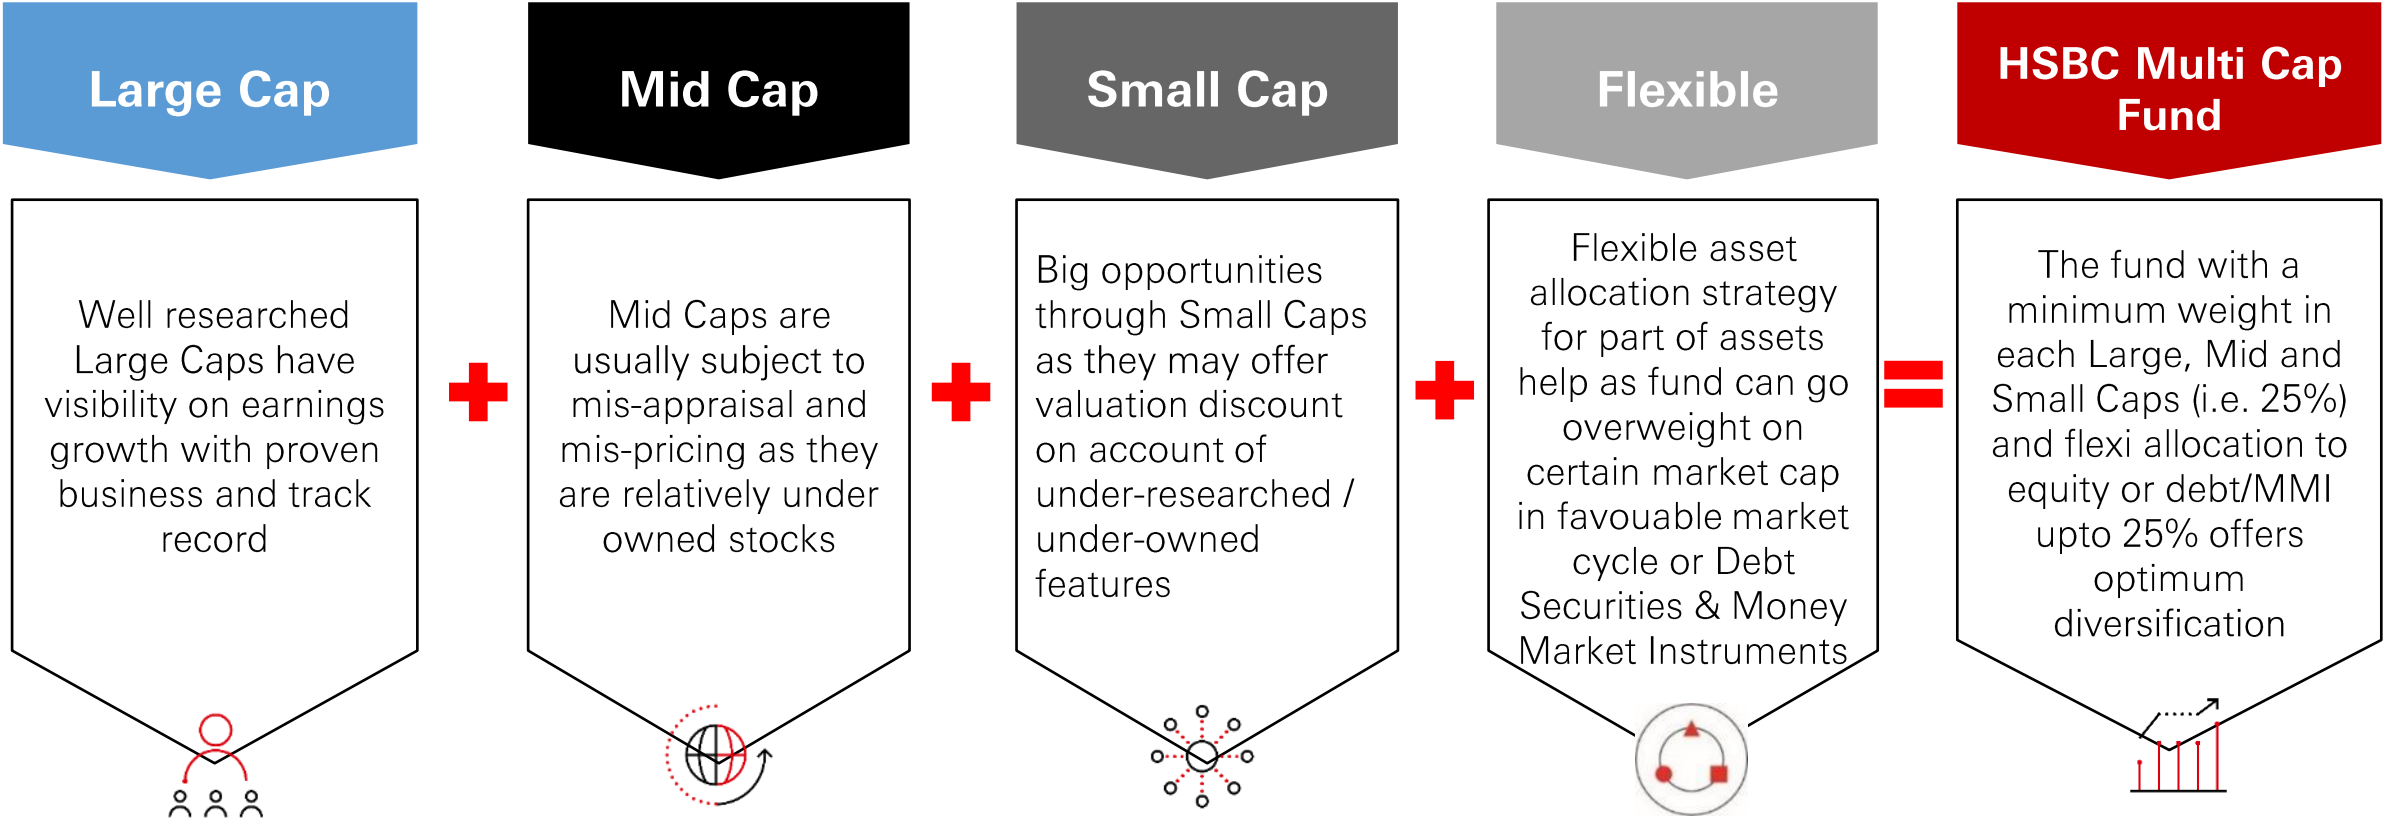 Large Cap
Well researched
Large Caps have
visibility on earnings
growth with proven
business and track
record
Mid Cap
Mid Caps are
usually subject to
mis-appraisal and
mis-pricing as they
are relatively under
owned stocks
Small Cap
Big opportunities
through Small Caps
as they may offer
valuation discount
on account of
under-researched /
under-owned
features
Flexible
Flexible asset
allocation strategy
for part of assets
help as fund can go
overweight on
certain market cap
in favouable market
cycle or Debt
Securities & Money
Market Instruments
HSBC Multi Cap
Fund
The fund with a
minimum weight in
each Large, Mid and
Small Caps (i.e. 25%)
and flexi allocation to
equity or debt/MMI
upto 25% offers
optimum
diversification